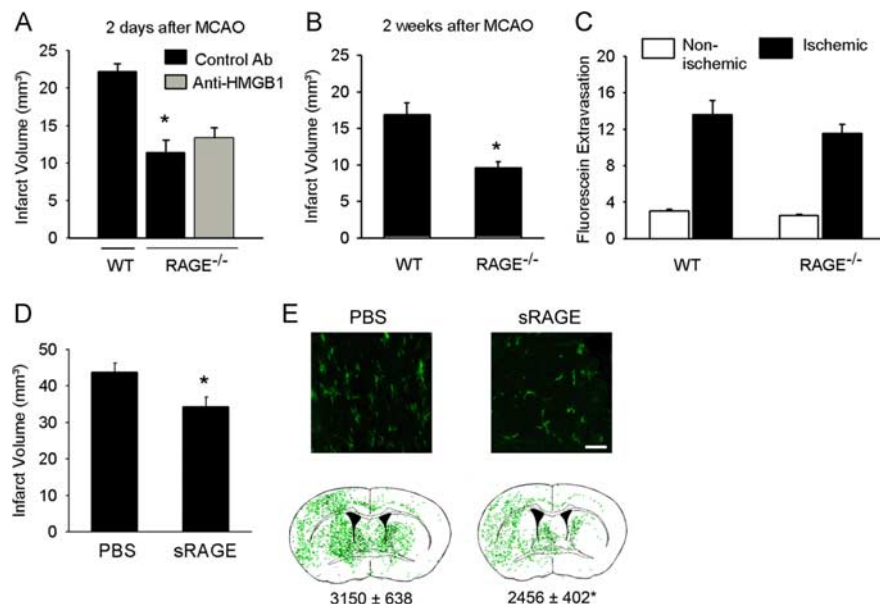 A
2 days after MCAO
Control Ab
Anti-HMGB1
Infarct Volume (mm³)
25
20
15
10
5
0
*
WT
RAGE-/-
B
2 weeks after MCAO
Infarct Volume (mm³)
25
20
15
10
5
0
*
WT
RAGE-/-
C
Non-ischemic
Ischemic
Fluorescein Extravasation
20
16
12
8
4
0
WT
RAGE-/-
D
Infarct Volume (mm³)
50
40
30
20
10
0
*
PBS
sRAGE
E
PBS
sRAGE
3150 ± 638
2456 ± 402*